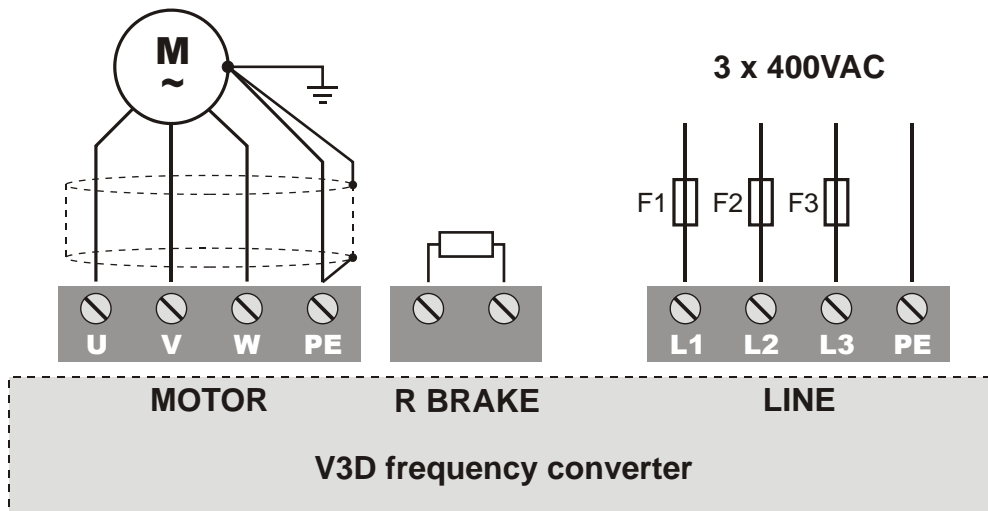 M
~
3 x 400VAC
F1 F2 F3
U V W PE
L1 L2 L3 PE
MOTOR R BRAKE LINE
V3D frequency converter